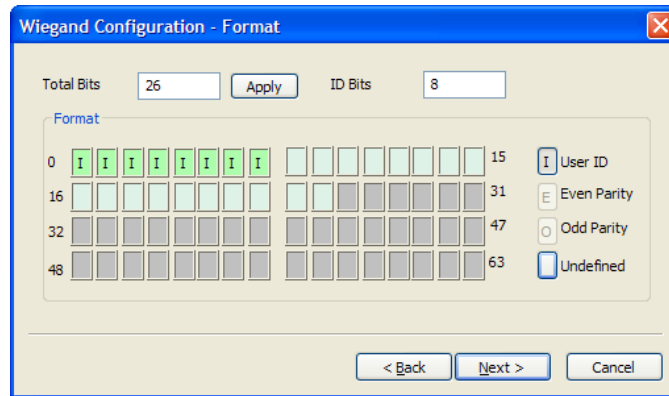 Wiegand Configuration - Format
Total Bits 26 Apply ID Bits 8
Format
0 I I I I I I I I 15 I User ID
16 31 E Even Parity
32 47 O Odd Parity
48 63 Undefined
< Back Next > Cancel